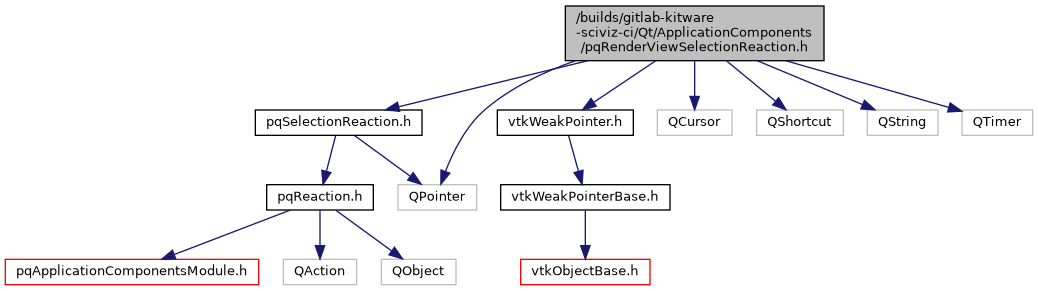 /builds/gitlab-kitware
-sciviz-ci/Qt/ApplicationComponents
/pqRenderViewSelectionReaction.h
pqSelectionReaction.h
vtkWeakPointer.h
QCursor
QShortcut
QString
QTimer
pqReaction.h
QPointer
vtkWeakPointerBase.h
pqApplicationComponentsModule.h
QAction
QObject
vtkObjectBase.h